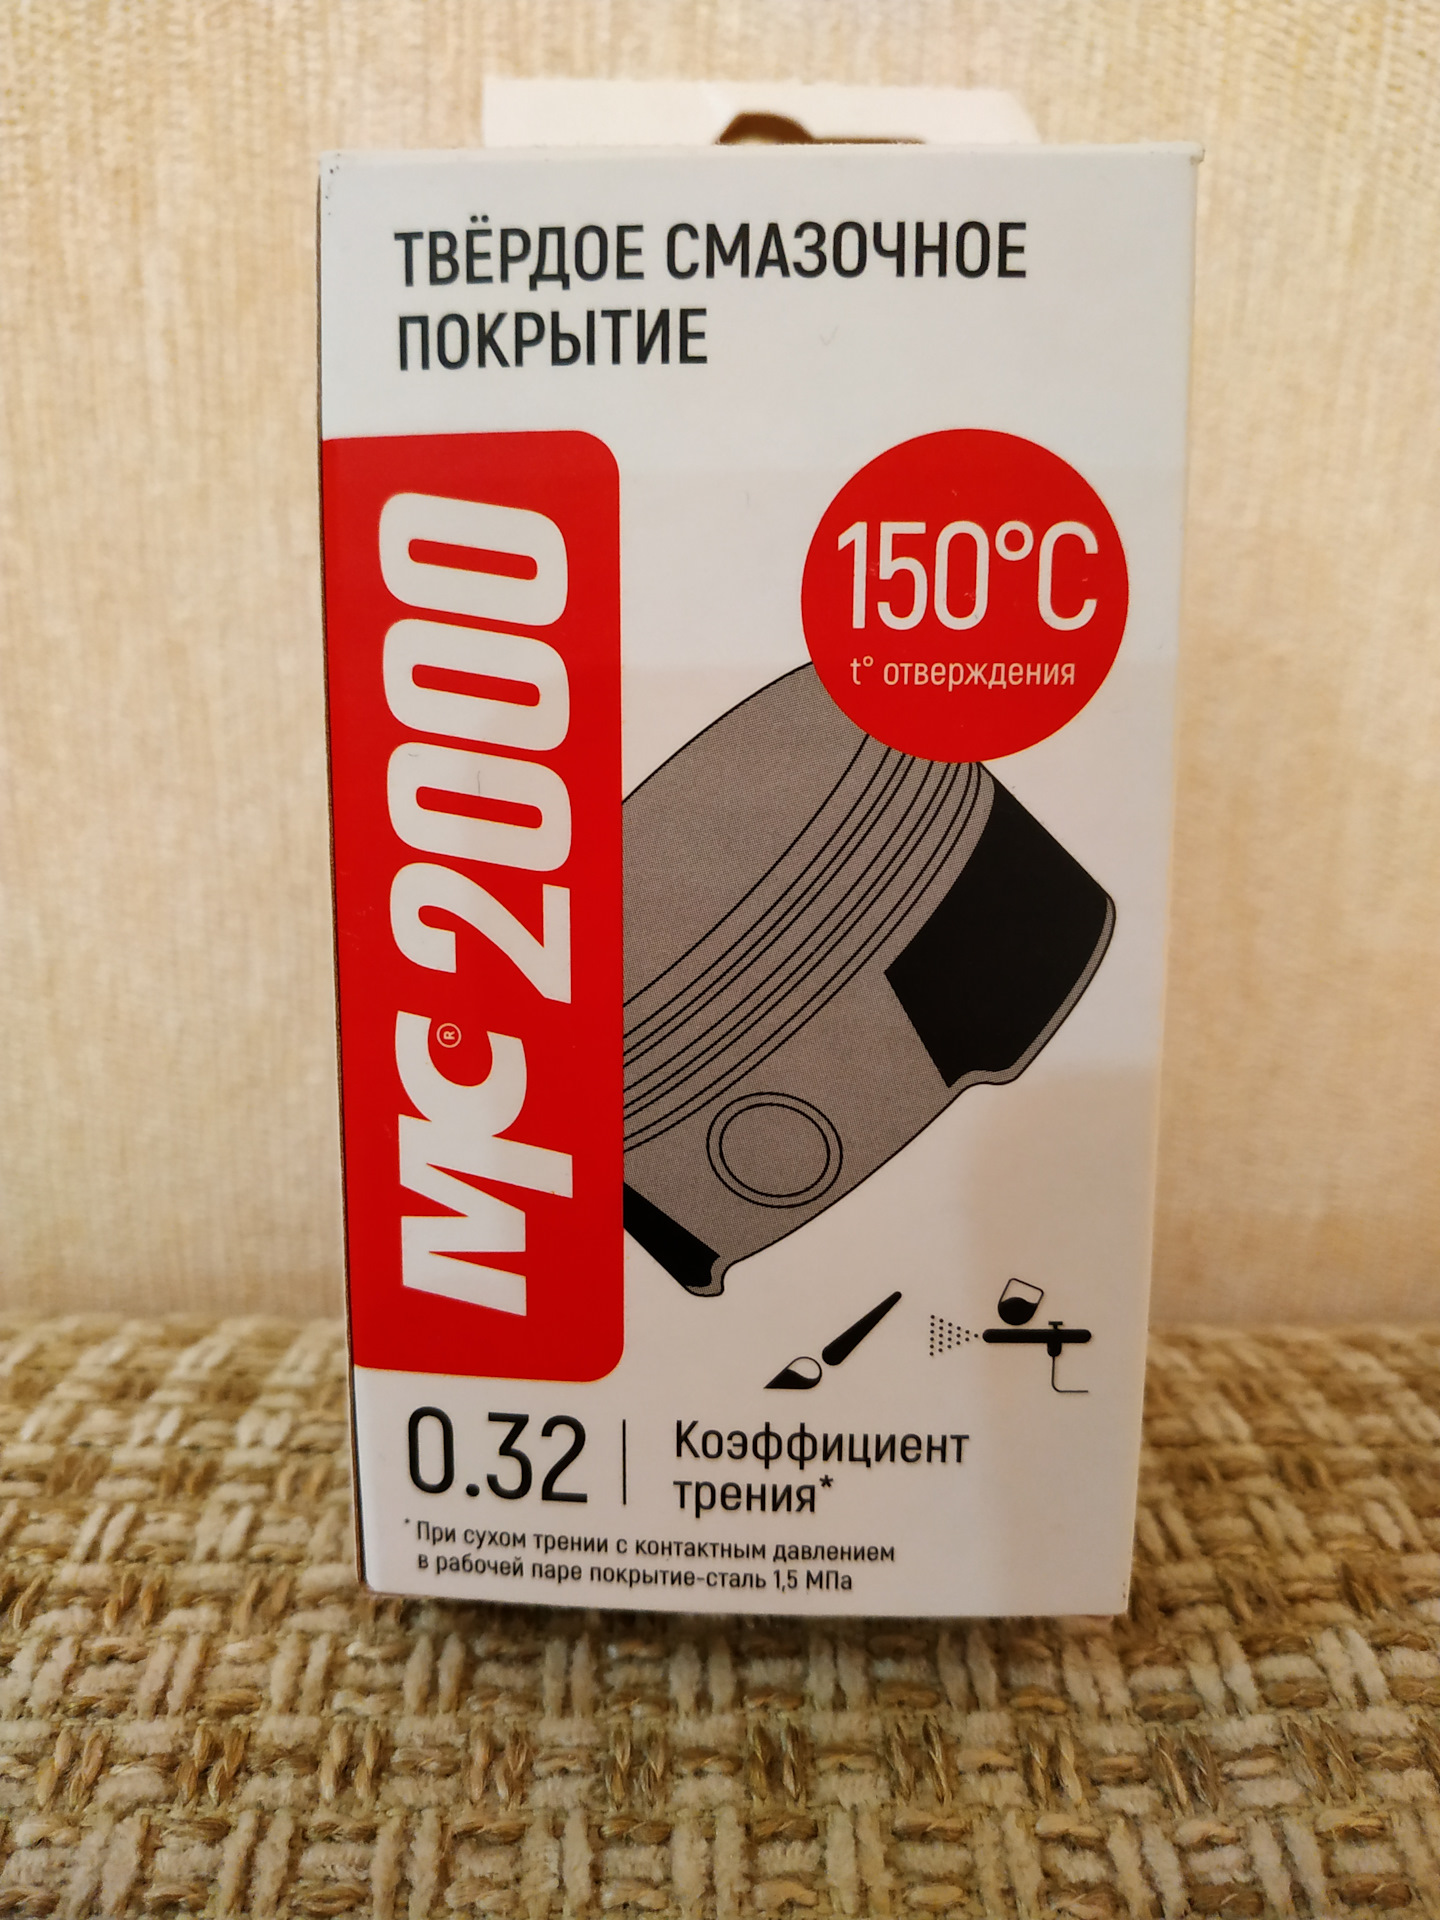 ТВЁРДОЕ СМАЗОЧНОЕ
ПОКРЫТИЕ
МС® 2000
150°C
t° отверждения
0.32
Коэффициент
трения*
* При сухом трении с контактным давлением
в рабочей паре покрытие-сталь 1,5 МПа